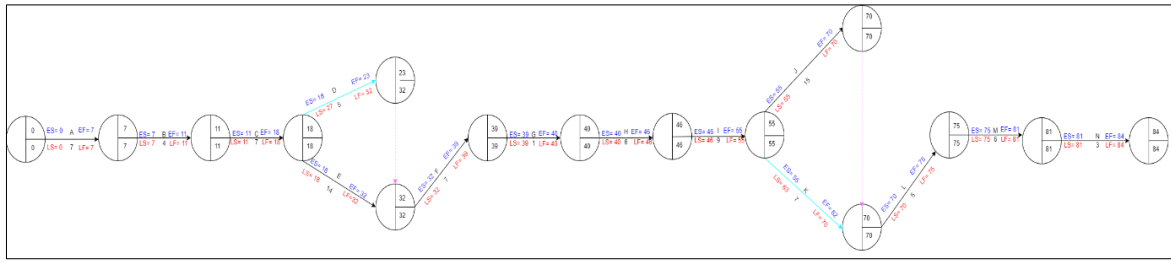 0
0
ES= 0 A EF= 7
LS= 0 7 LF= 7
7
7
ES= 7 B EF= 11
LS= 7 4 LF= 11
11
11
ES= 11 C EF= 18
LS= 11 7 LF= 18
18
18
ES= 18 D EF= 23
LS= 27 5 LF= 32
23
32
ES= 18 E EF= 32
LS= 18 14 LF=32
32
32
ES= 32 F EF= 39
LS= 32 7 LF= 39
39
39
ES= 39 G EF= 40
LS= 39 1 LF= 40
40
40
ES= 40 H EF= 46
LS= 40 6 LF= 46
46
46
ES= 46 I EF= 55
LS= 46 9 LF= 55
55
55
ES= 55 J EF= 70
LS= 55 15 LF= 70
70
70
ES= 55 K EF= 62
LS= 63 7 LF= 70
70
70
ES= 70 L EF= 75
LS= 70 5 LF= 75
75
75
ES= 75 M EF= 81
LS= 75 6 LF= 81
81
81
ES= 81 N EF= 84
LS= 81 3 LF= 84
84
84